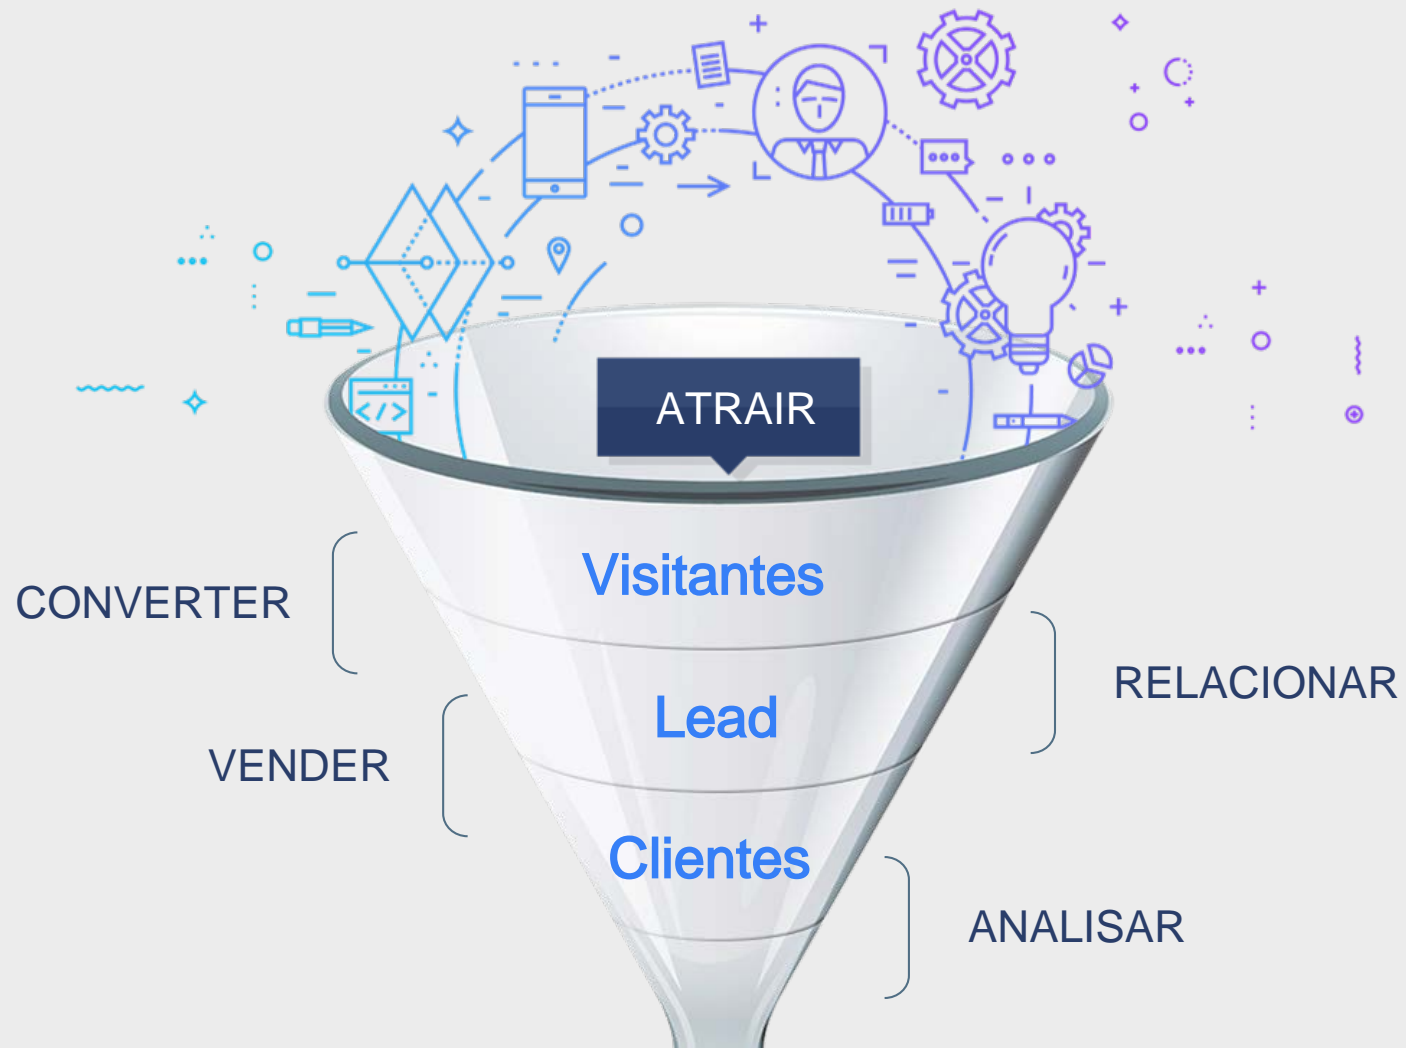 ATRAIR
Visitantes
CONVERTER
RELACIONAR
Lead
VENDER
Clientes
ANALISAR